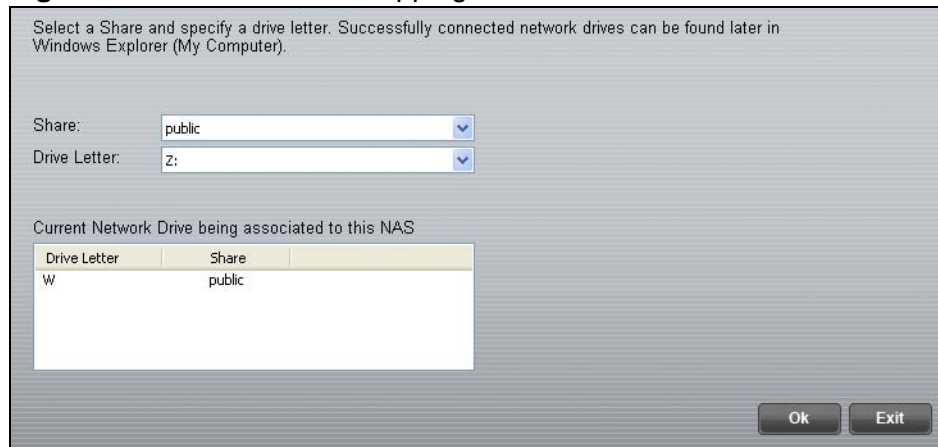 Select a Share and specify a drive letter. Successfully connected network drives can be found later in
Windows Explorer (My Computer).
Share:
public
Drive Letter:
Z:
Current Network Drive being associated to this NAS
Drive Letter Share
W public
Ok Exit